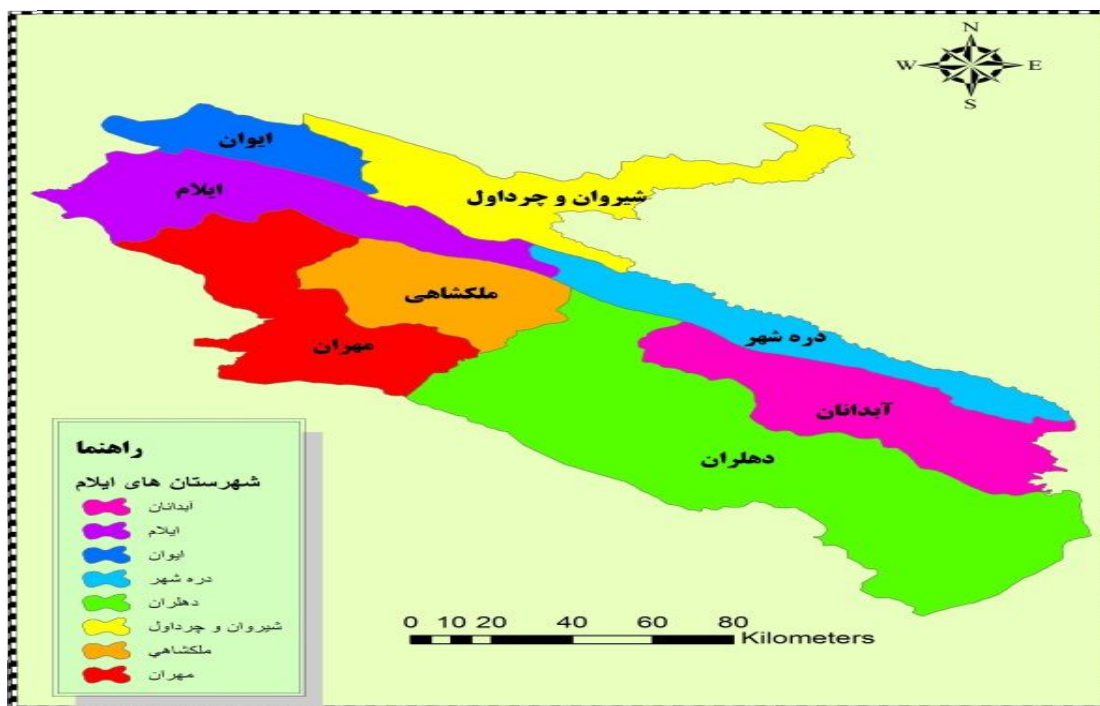 N
W E
S
ایوان
ایلام
شیروان و چرداول
ملکشاهی
مهران
دره شهر
آبدانان
دهلران
راهنما
شهرستان های ایلام
آبدانان
ایلام
ایوان
دره شهر
دهلران
شیروان و چرداول
ملکشاهي
مهران
0 10 20 40 60 80
Kilometers